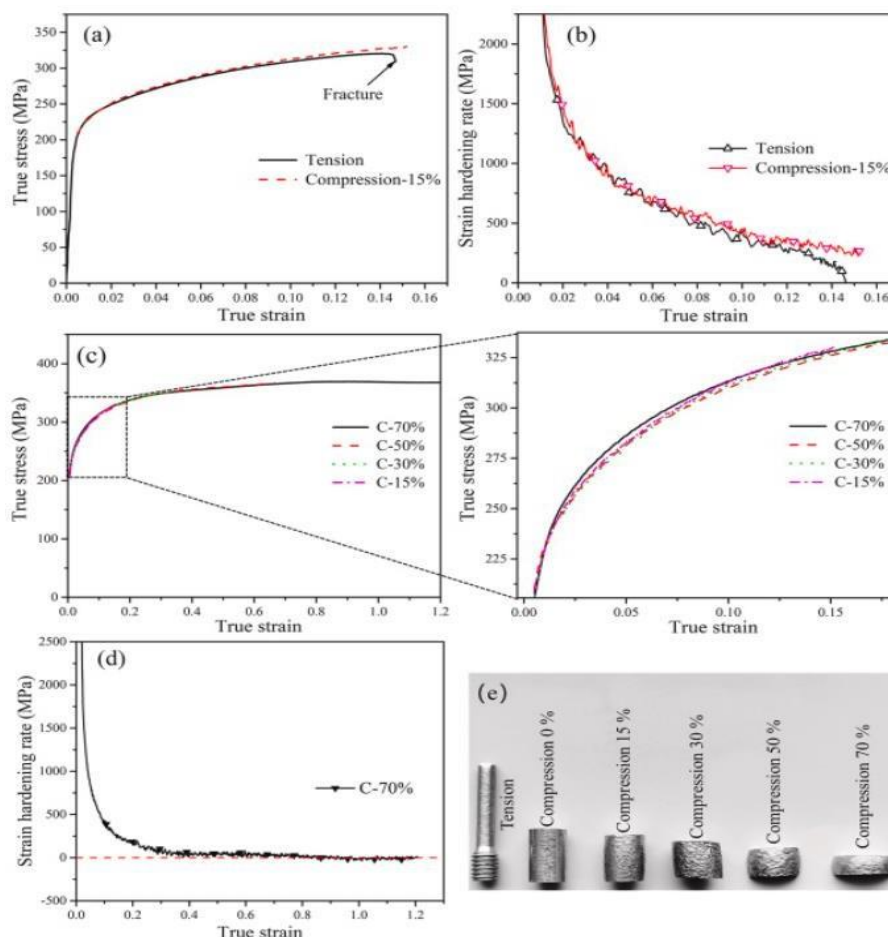 (a)
True stress (MPa)
350
300
250
200
150
100
50
0
Fracture
Tension
Compression-15%
0.00 0.02 0.04 0.06 0.08 0.10 0.12 0.14 0.16
True strain
(b)
Strain hardening rate (MPa)
2000
1500
1000
500
0
Tension
Compression-15%
0.02 0.04 0.06 0.08 0.10 0.12 0.13 0.15 0.16
True strain
(c)
True stress (MPa)
400
300
200
100
0
C-70%
C-50%
C-30%
C-15%
0.0 0.2 0.4 0.6 0.8 1.0 1.2
True strain
True stress (MPa)
325
300
275
250
225
C-70%
C-50%
C-30%
C-15%
0.00 0.05 0.10 0.15
True strain
(d)
Strain hardening rate (MPa)
2500
2000
1500
1000
500
0
-500
C-70%
0.0 0.2 0.4 0.6 0.8 1.0 1.2
True strain
(e)
Tension
Compression 0 %
Compression 15 %
Compression 30 %
Compression 50 %
Compression 70 %